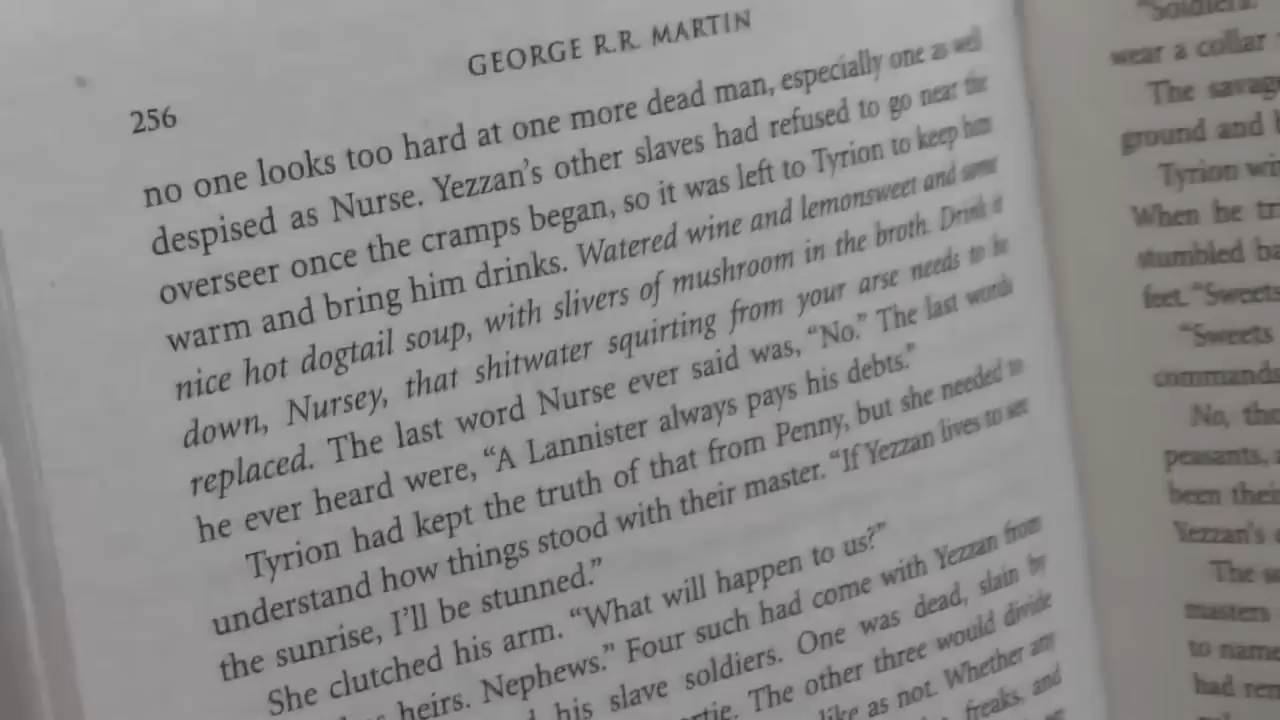 GEORGE R.R. MARTIN
256
no one looks too hard at one more dead man, especially one as well
despised as Nurse. Yezzan's other slaves had refused to go near the
overseer once the cramps began, so it was left to Tyrion to keep him
warm and bring him drinks. Watered wine and lemonsweet and some
nice hot dogtail soup, with slivers of mushroom in the broth. Drink it
down, Nursey, that shitwater squirting from your arse needs to be
replaced. The last word Nurse ever said was, “No.” The last words
he ever heard were, “A Lannister always pays his debts.”
Tyrion had kept the truth of that from Penny, but she needed to
understand how things stood with their master. “If Yezzan lives to see
the sunrise, I'll be stunned.”
She clutched his arm. “What will happen to us?”
heirs. Nephews.” Four such had come with Yezzan from
his slave soldiers. One was dead, slain by
The other three would divide
like as not. Whether any
freaks, and
“Soldiers.
wear a collar
The savage
ground and
Tyrion
When he
stumbled
feet. “Sweets
“Sweets
commands
No,
peasants,
been their
Yezzan's
The
masters
to name
had